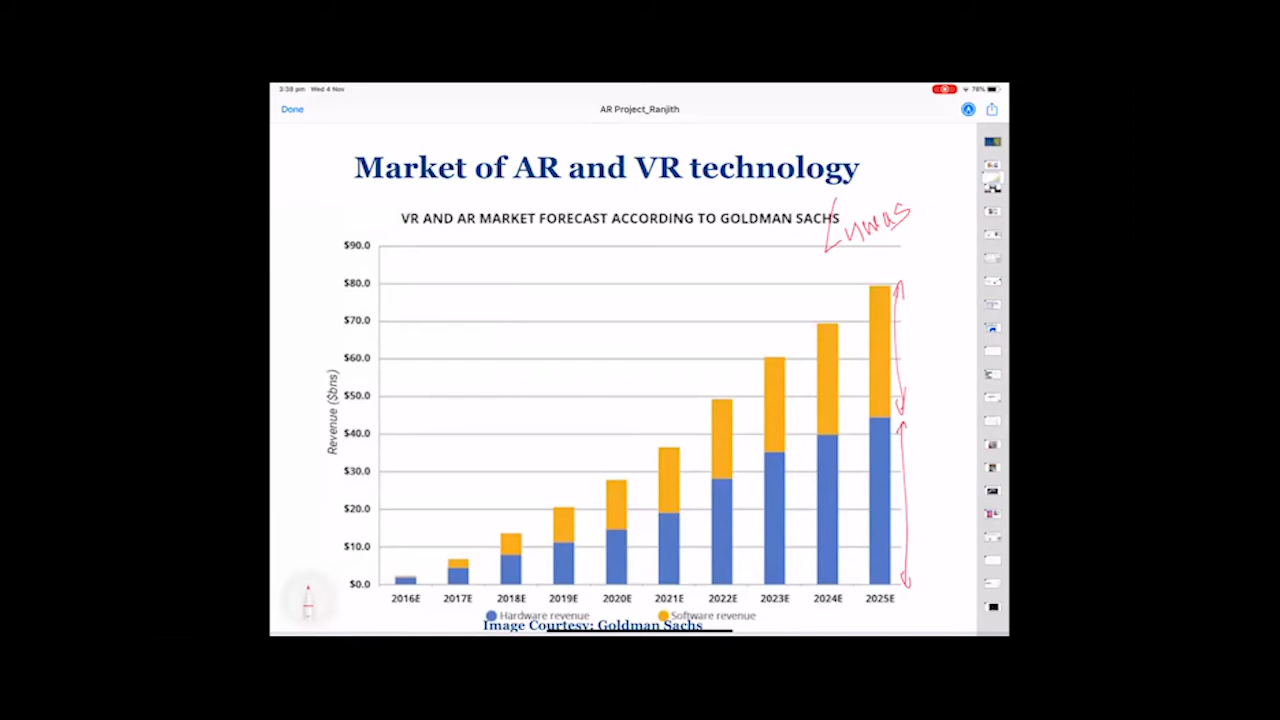 3:38 pm Wed 4 Nov
78%
Done
AR Project_Ranjith
Market of AR and VR technology
VR AND AR MARKET FORECAST ACCORDING TO GOLDMAN SACHS
Lumus
$90.0
$80.0
$70.0
$60.0
$50.0
$40.0
$30.0
$20.0
$10.0
$0.0
Revenue ($bns)
2016E 2017E 2018E 2019E 2020E 2021E 2022E 2023E 2024E 2025E
Hardware revenue Software revenue
Image Courtesy: Goldman Sachs